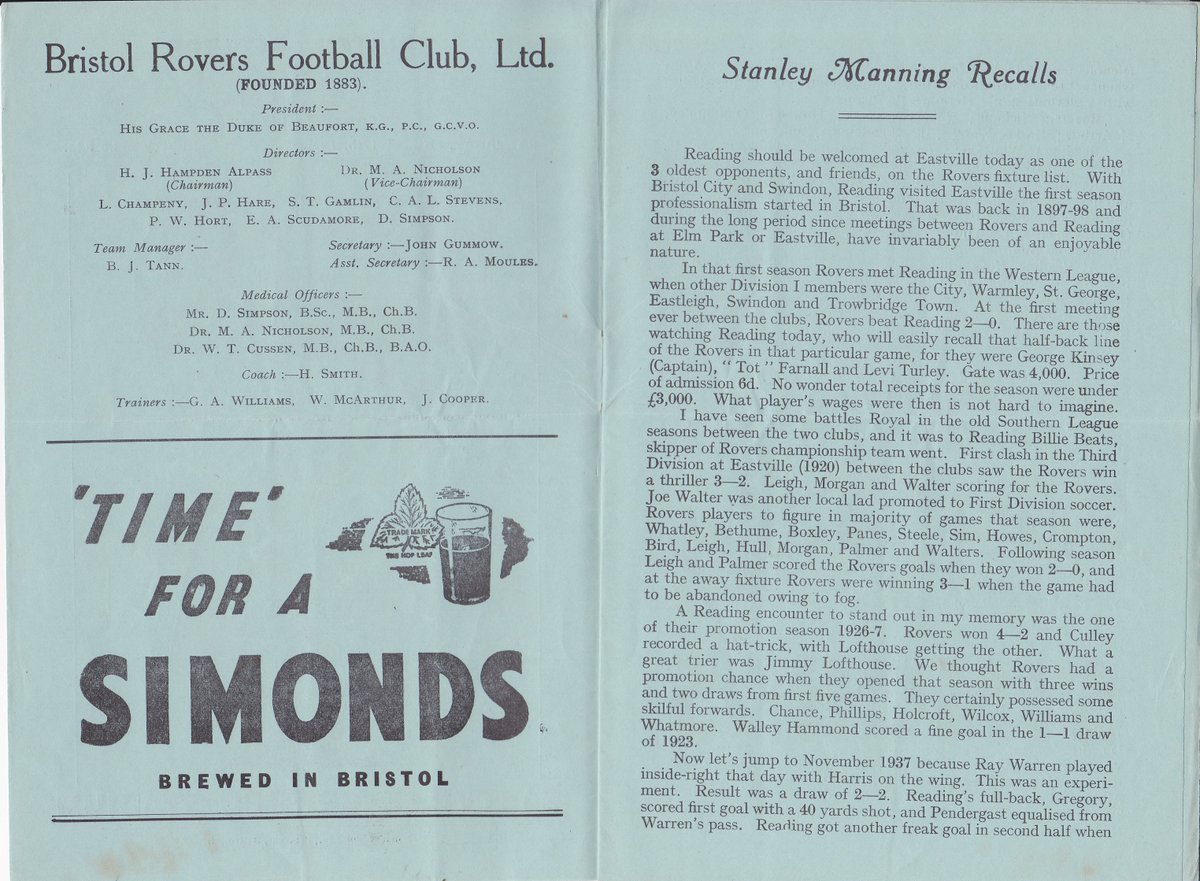 Bristol Rovers Football Club, Ltd.
(FOUNDED 1883).
President :—
HIS GRACE THE DUKE OF BEAUFORT, K.G., P.C., G.C.V.O.
Directors :—
H. J. HAMPDEN ALPASS
(Chairman)
DR. M. A. NICHOLSON
(Vice-Chairman)
L. CHAMPENY, J. P. HARE, S. T. GAMLIN, C. A. L. STEVENS,
P. W. HORT, E. A. SCUDAMORE, D. SIMPSON.
Team Manager :—
B. J. TANN.
Secretary :—JOHN GUMMOW.
Asst. Secretary :—R. A. MOULES.
Medical Officers :—
MR. D. SIMPSON, B.SC., M.B., CH.B.
DR. M. A. NICHOLSON, M.B., CH.B.
DR. W. T. CUSSEN, M.B., CH.B., B.A.O.
Coach :—H. SMITH.
Trainers :—G. A. WILLIAMS, W. MCARTHUR, J. COOPER.
'TIME'
FOR A
TRADE MARK
THE HOP LEAF
SIMONDS
BREWED IN BRISTOL
Stanley Manning Recalls
Reading should be welcomed at Eastville today as one of the
3 oldest opponents, and friends, on the Rovers fixture list. With
Bristol City and Swindon, Reading visited Eastville the first season
professionalism started in Bristol. That was back in 1897-98 and
during the long period since meetings between Rovers and Reading
at Elm Park or Eastville, have invariably been of an enjoyable
nature.
In that first season Rovers met Reading in the Western League,
when other Division I members were the City, Warmley, St. George,
Eastleigh, Swindon and Trowbridge Town. At the first meeting
ever between the clubs, Rovers beat Reading 2—0. There are those
watching Reading today, who will easily recall that half-back line
of the Rovers in that particular game, for they were George Kinsey
(Captain), " Tot " Farnall and Levi Turley. Gate was 4,000. Price
of admission 6d. No wonder total receipts for the season were under
£3,000. What player's wages were then is not hard to imagine.
I have seen some battles Royal in the old Southern League
seasons between the two clubs, and it was to Reading Billie Beats,
skipper of Rovers championship team went. First clash in the Third
Division at Eastville (1920) between the clubs saw the Rovers win
a thriller 3—2. Leigh, Morgan and Walter scoring for the Rovers.
Joe Walter was another local lad promoted to First Division soccer.
Rovers players to figure in majority of games that season were,
Whatley, Bethume, Boxley, Panes, Steele, Sim, Howes, Crompton,
Bird, Leigh, Hull, Morgan, Palmer and Walters. Following season
Leigh and Palmer scored the Rovers goals when they won 2—0, and
at the away fixture Rovers were winning 3—1 when the game had
to be abandoned owing to fog.
A Reading encounter to stand out in my memory was the one
of their promotion season 1926-7. Rovers won 4—2 and Culley
recorded a hat-trick, with Lofthouse getting the other. What a
great trier was Jimmy Lofthouse. We thought Rovers had a
promotion chance when they opened that season with three wins
and two draws from first five games. They certainly possessed some
skilful forwards. Chance, Phillips, Holcroft, Wilcox, Williams and
Whatmore. Walley Hammond scored a fine goal in the 1—1 draw
of 1923.
Now let's jump to November 1937 because Ray Warren played
inside-right that day with Harris on the wing. This was an experi-
ment. Result was a draw of 2—2. Reading's full-back, Gregory,
scored first goal with a 40 yards shot, and Pendergast equalised from
Warren's pass. Reading got another freak goal in second half when